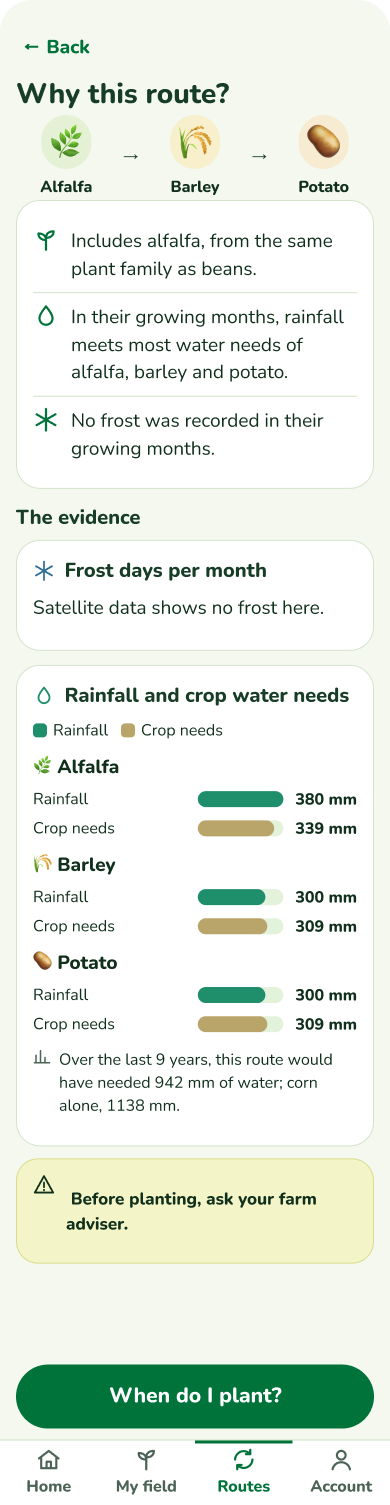 ← Back
Why this route?
→
→
Alfalfa
Barley
Potato
Includes alfalfa, from the same
plant family as beans.
In their growing months, rainfall
meets most water needs of
alfalfa, barley and potato.
No frost was recorded in their
growing months.
The evidence
Frost days per month
Satellite data shows no frost here.
Rainfall and crop water needs
Rainfall
Crop needs
Alfalfa
Rainfall 380 mm
Crop needs 339 mm
Barley
Rainfall 300 mm
Crop needs 309 mm
Potato
Rainfall 300 mm
Crop needs 309 mm
Over the last 9 years, this route would
have needed 942 mm of water; corn
alone, 1138 mm.
Before planting, ask your farm
adviser.
When do I plant?
Home
My field
Routes
Account